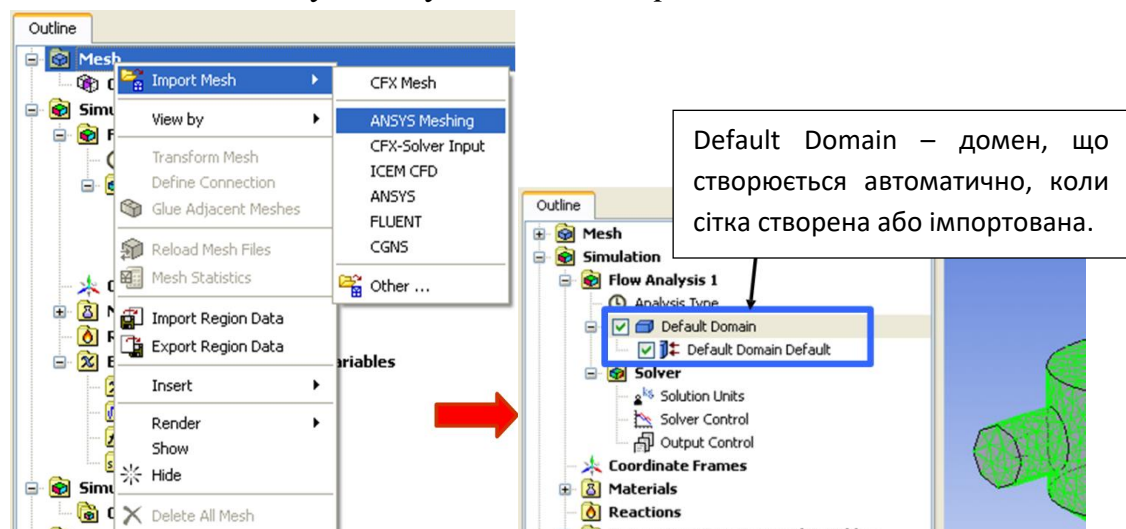 Outline
Mesh
Import Mesh
View by
Transform Mesh
Define Connection
Glue Adjacent Meshes
Reload Mesh Files
Mesh Statistics
Import Region Data
Export Region Data
Insert
Render
Show
Hide
Delete All Mesh
CFX Mesh
ANSYS Meshing
CFX-Solver Input
ICEM CFD
ANSYS
FLUENT
CGNS
Other ...
ariables
Default Domain – домен, що
створюється автоматично, коли
сітка створена або імпортована.
Outline
Mesh
Simulation
Flow Analysis 1
Analysis Type
Default Domain
Default Domain Default
Solver
Solution Units
Solver Control
Output Control
Coordinate Frames
Materials
Reactions